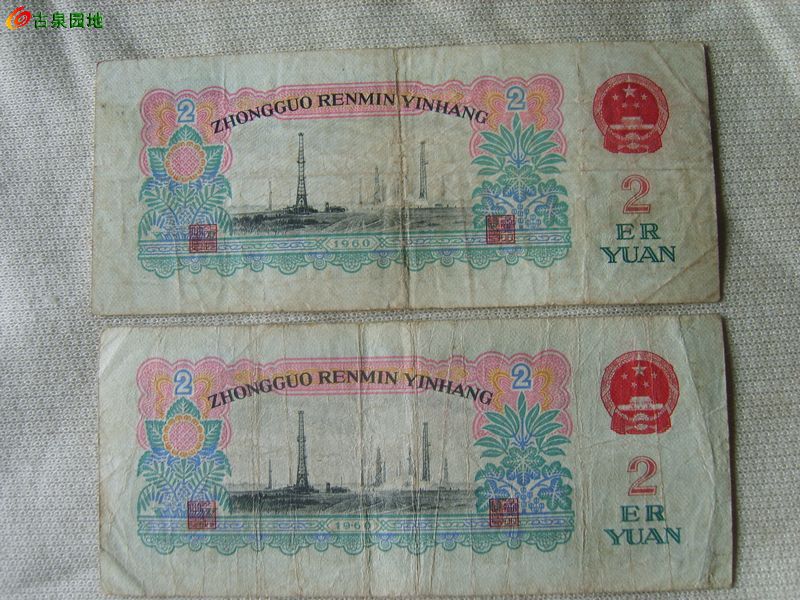 古泉园地
2
2
ZHONGGUO RENMIN YINHANG
1960
2
ER
YUAN
2
2
ZHONGGUO RENMIN YINHANG
1960
2
ER
YUAN